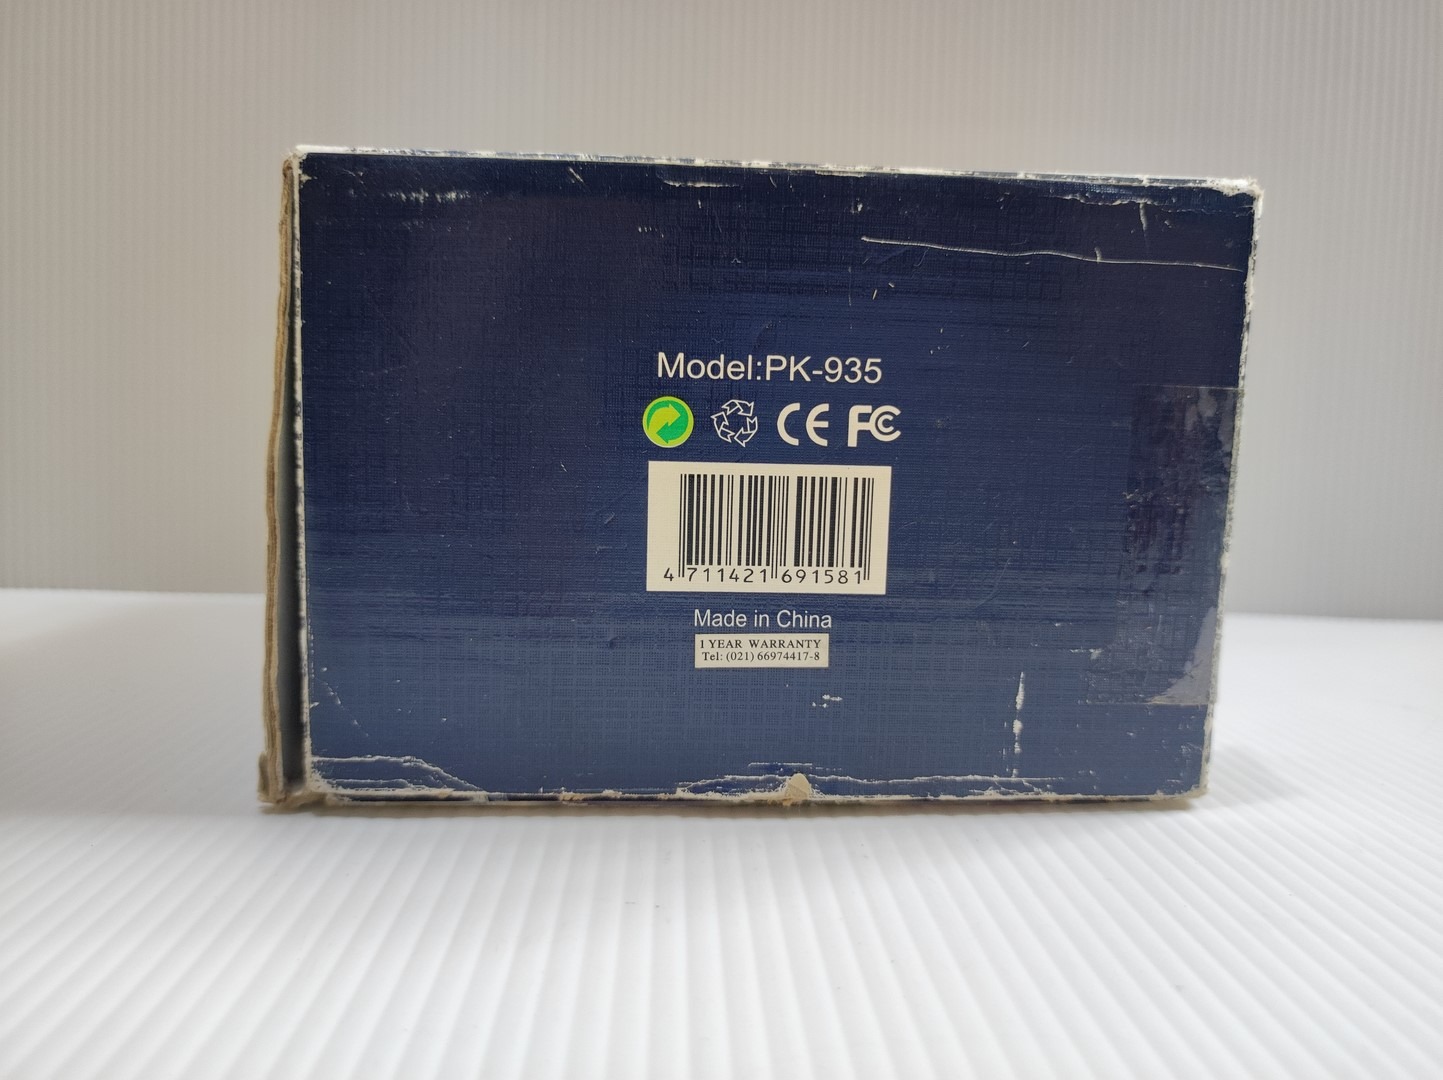 Model:PK-935
CE FC
4 711421 691581
Made in China
1 YEAR WARRANTY
Tel: (021) 66974417-8